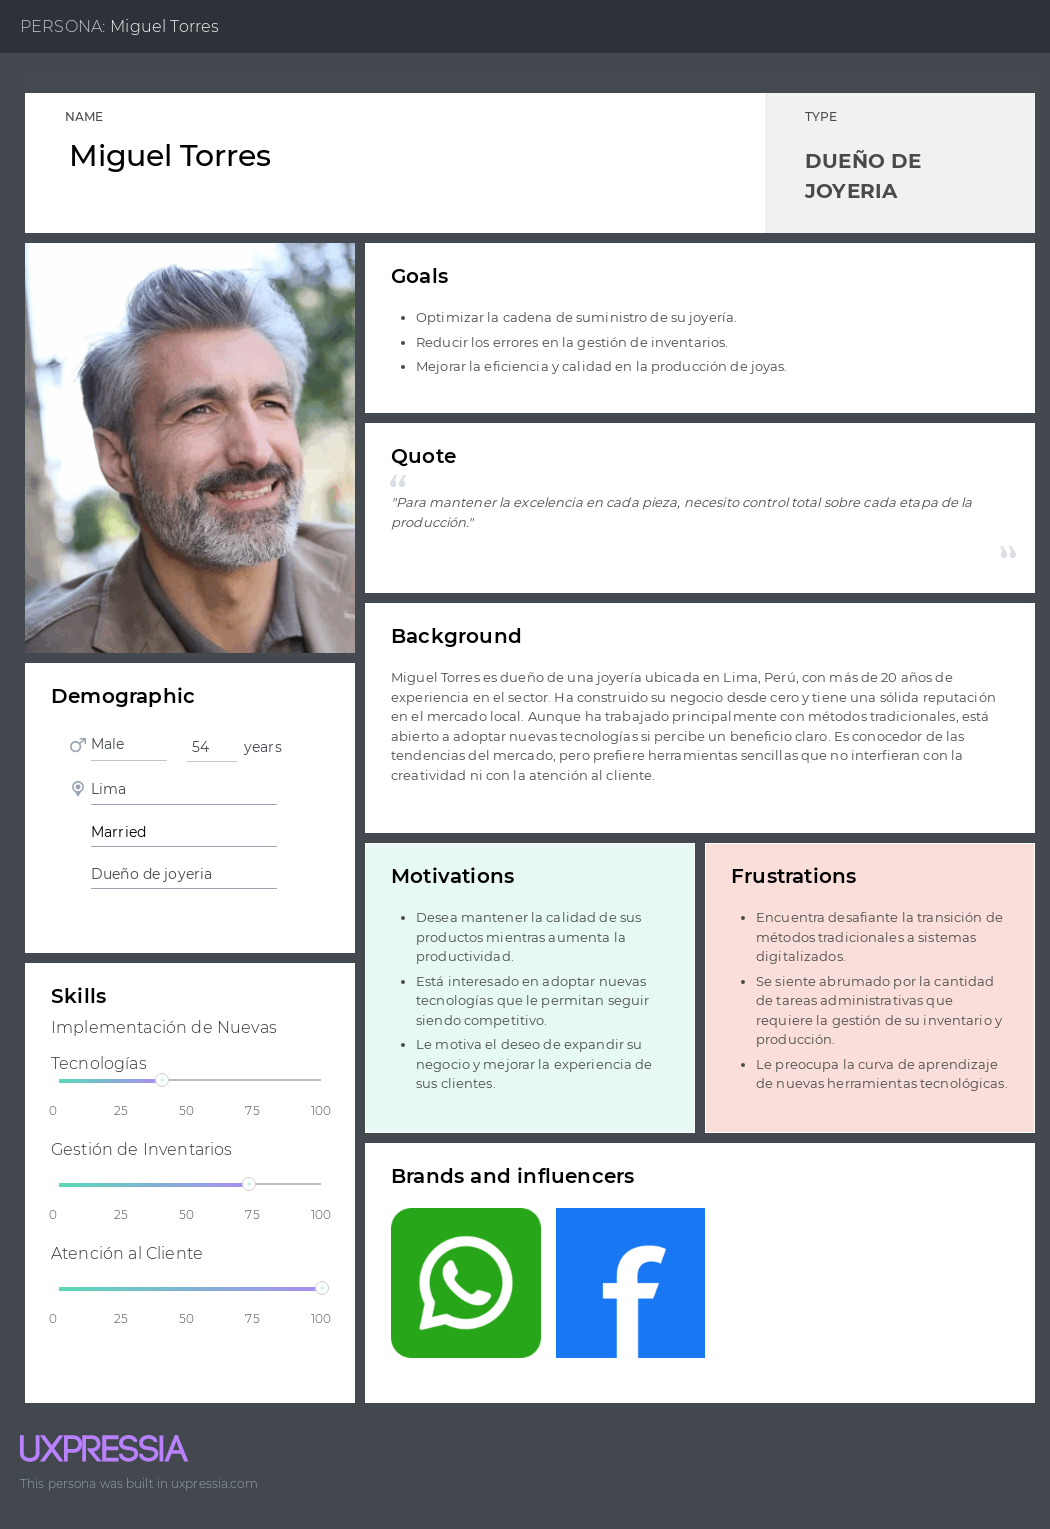 PERSONA: Miguel Torres
NAME
Miguel Torres
TYPE
DUEÑO DE
JOYERIA
Goals
• Optimizar la cadena de suministro de su joyería.
• Reducir los errores en la gestión de inventarios.
• Mejorar la eficiencia y calidad en la producción de joyas.
Quote
“
"Para mantener la excelencia en cada pieza, necesito control total sobre cada etapa de la
producción."
”
Background
Miguel Torres es dueño de una joyería ubicada en Lima, Perú, con más de 20 años de
experiencia en el sector. Ha construido su negocio desde cero y tiene una sólida reputación
en el mercado local. Aunque ha trabajado principalmente con métodos tradicionales, está
abierto a adoptar nuevas tecnologías si percibe un beneficio claro. Es conocedor de las
tendencias del mercado, pero prefiere herramientas sencillas que no interfieran con la
creatividad ni con la atención al cliente.
Demographic
Male 54 years
Lima
Married
Dueño de joyeria
Skills
Implementación de Nuevas
Tecnologías
0 25 50 75 100
Gestión de Inventarios
0 25 50 75 100
Atención al Cliente
0 25 50 75 100
Motivations
• Desea mantener la calidad de sus
productos mientras aumenta la
productividad.
• Está interesado en adoptar nuevas
tecnologías que le permitan seguir
siendo competitivo.
• Le motiva el deseo de expandir su
negocio y mejorar la experiencia de
sus clientes.
Frustrations
• Encuentra desafiante la transición de
métodos tradicionales a sistemas
digitalizados.
• Se siente abrumado por la cantidad
de tareas administrativas que
requiere la gestión de su inventario y
producción.
• Le preocupa la curva de aprendizaje
de nuevas herramientas tecnológicas.
Brands and influencers
f
UXPRESSIA
This persona was built in uxpressia.com